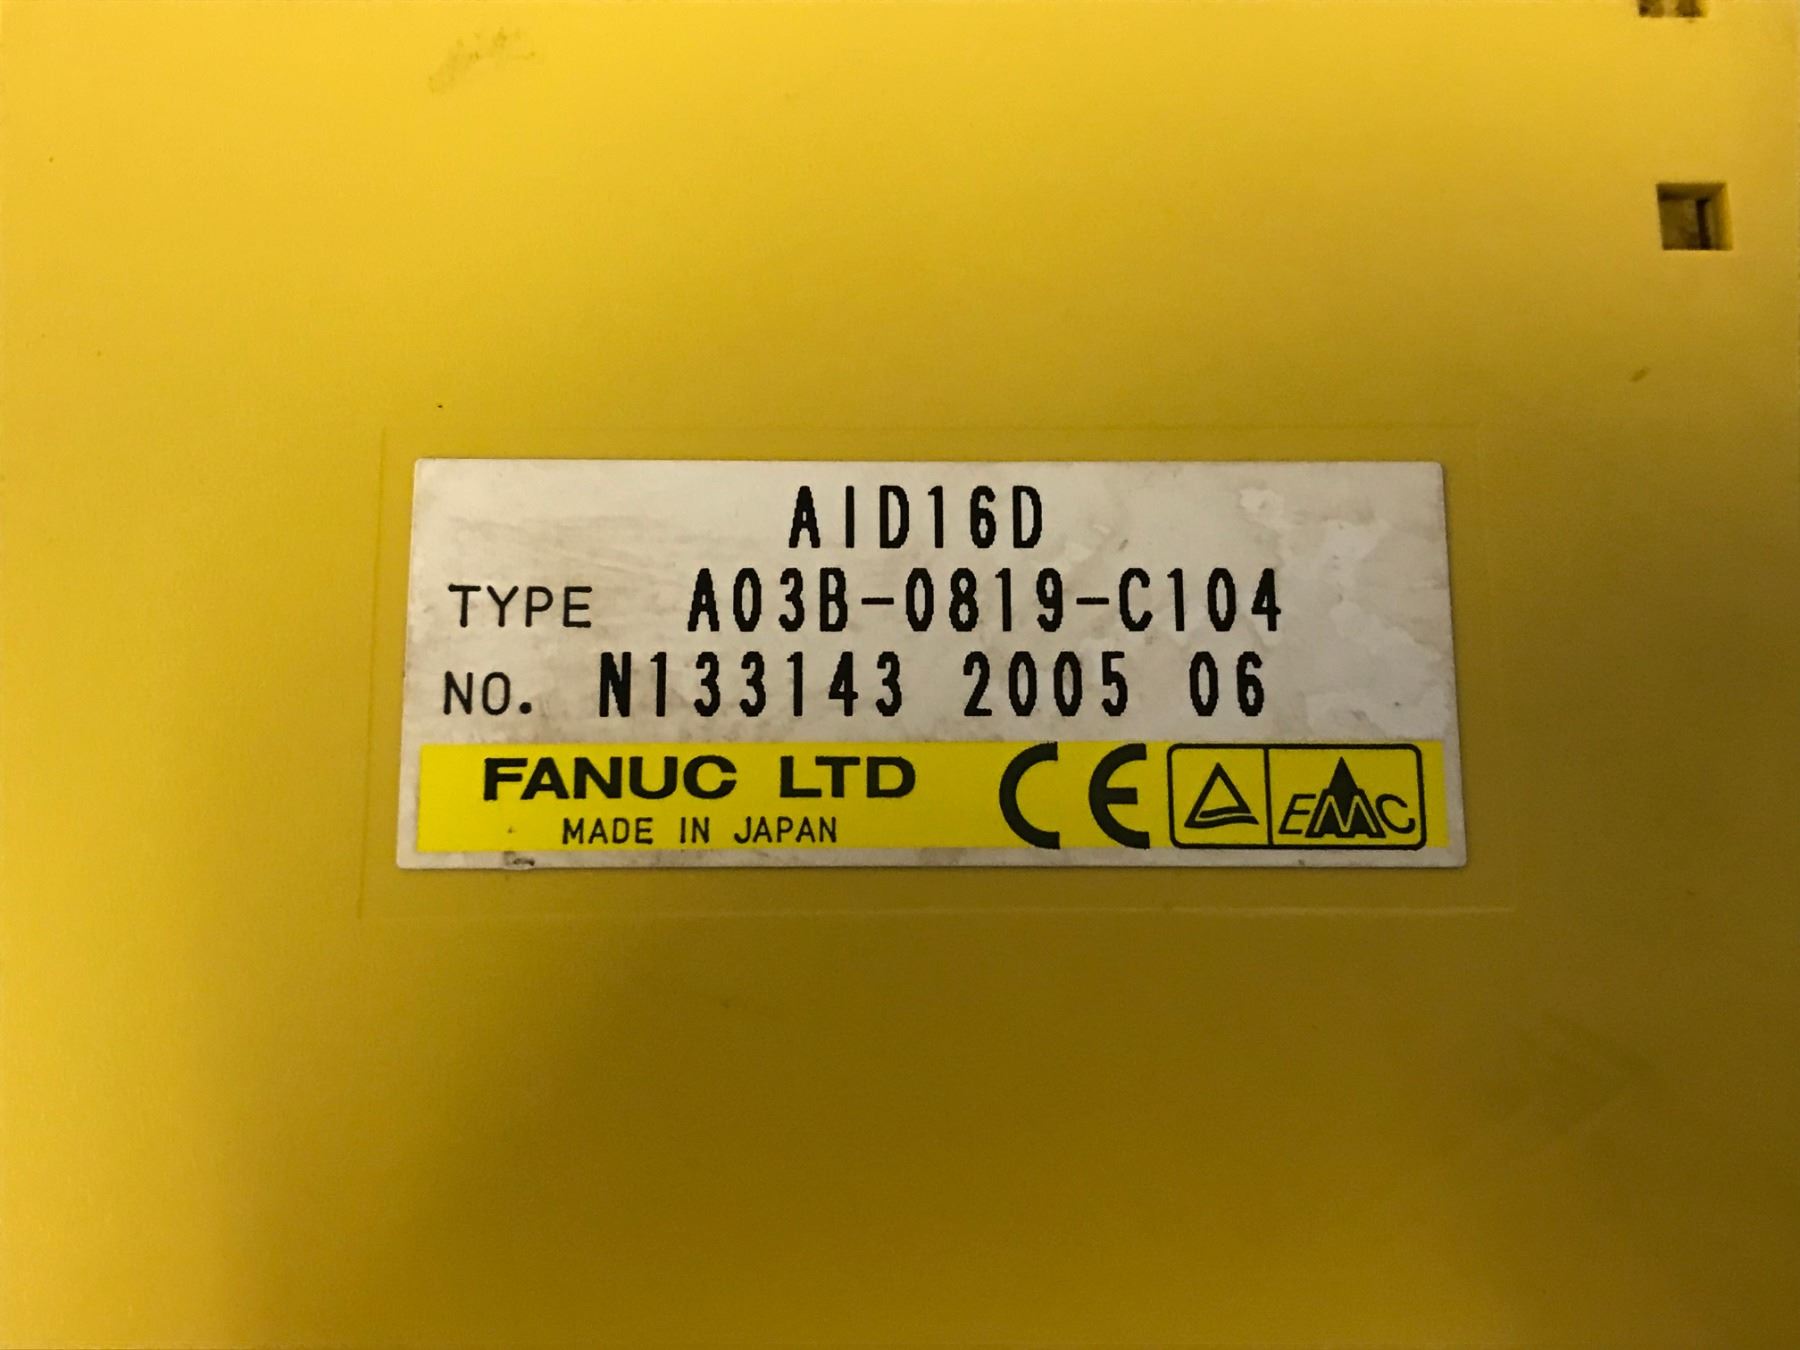 AID16D
TYPE A03B-0819-C104
NO. N133143 2005 06
FANUC LTD CE EMC
MADE IN JAPAN